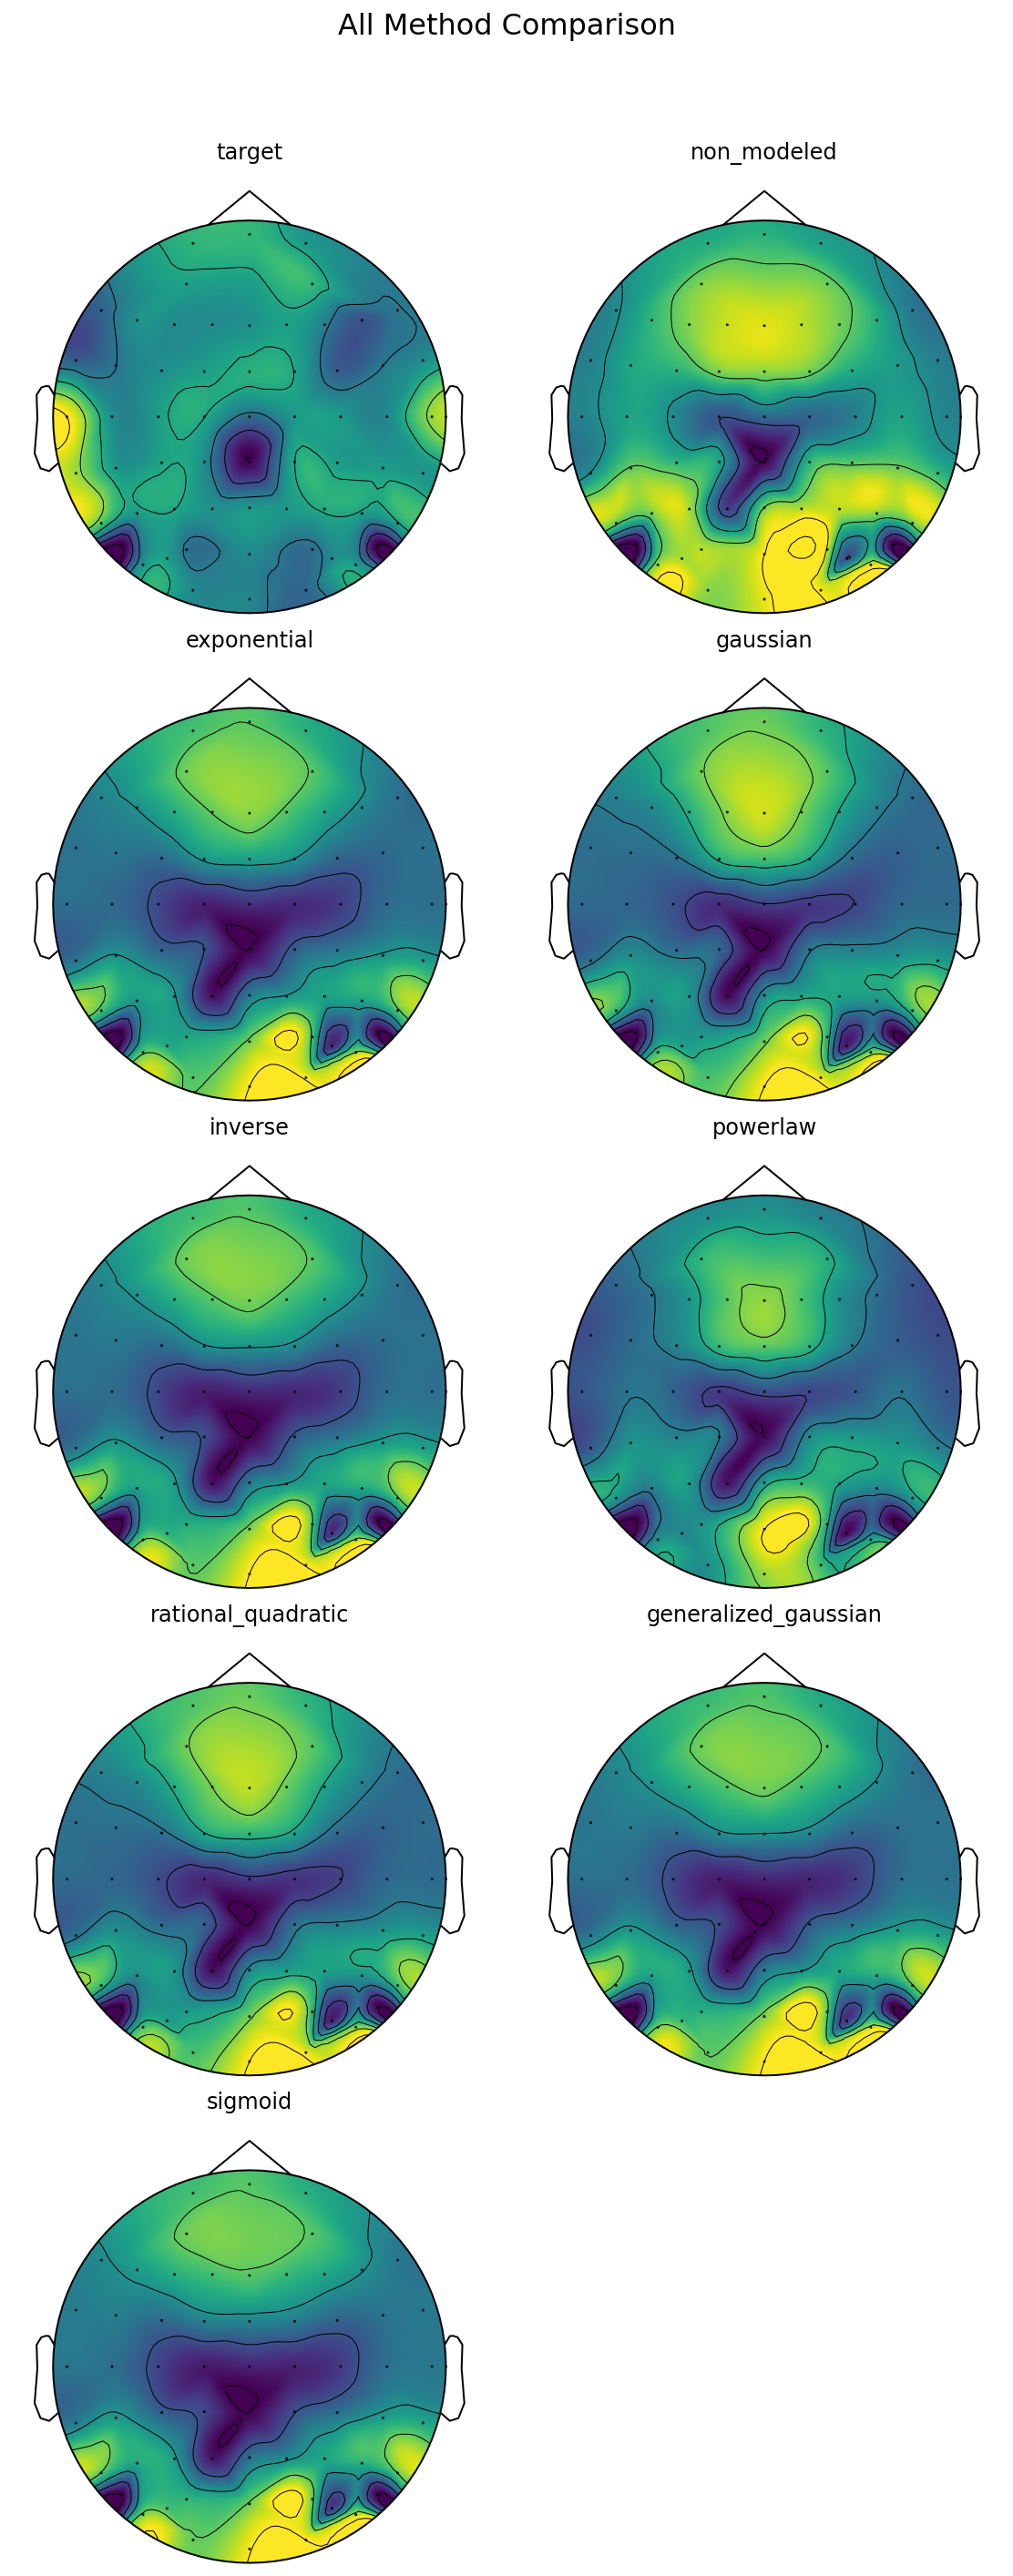 All Method Comparison
target
non_modeled
exponential
gaussian
inverse
powerlaw
rational_quadratic
generalized_gaussian
sigmoid